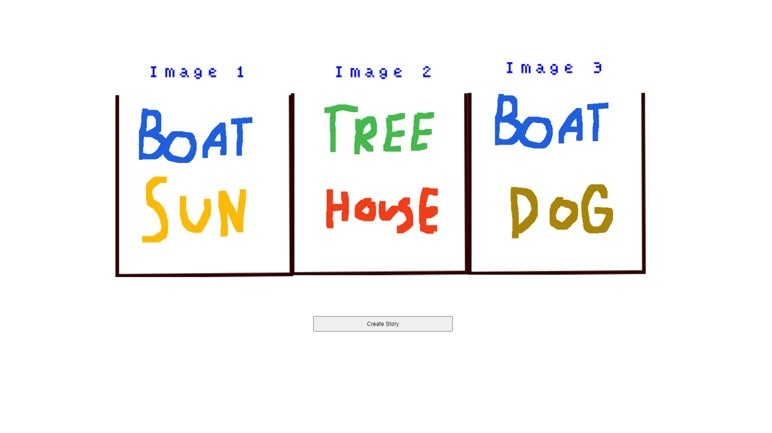 Image 1
Image 2
Image 3
BOAT
SUN
TREE
HOUSE
BOAT
DOG
Create Story